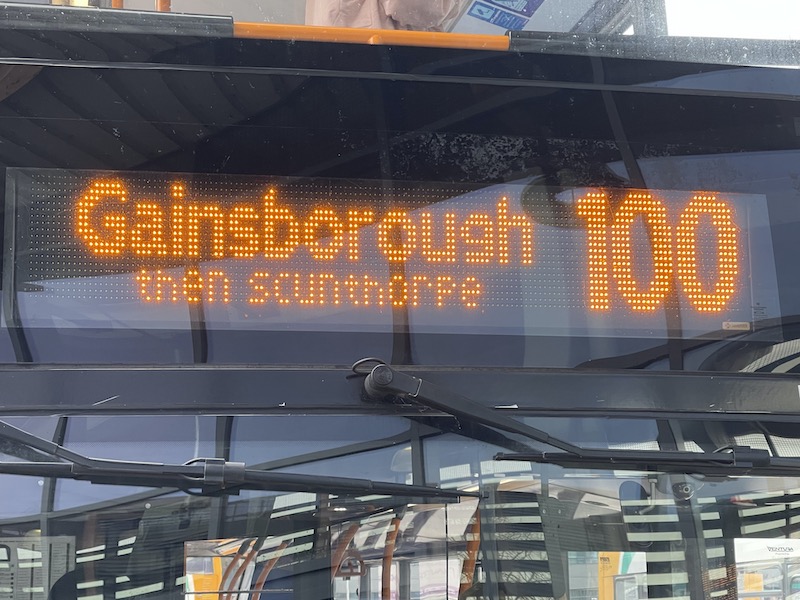 Gainsborough 100
then scunthorpe